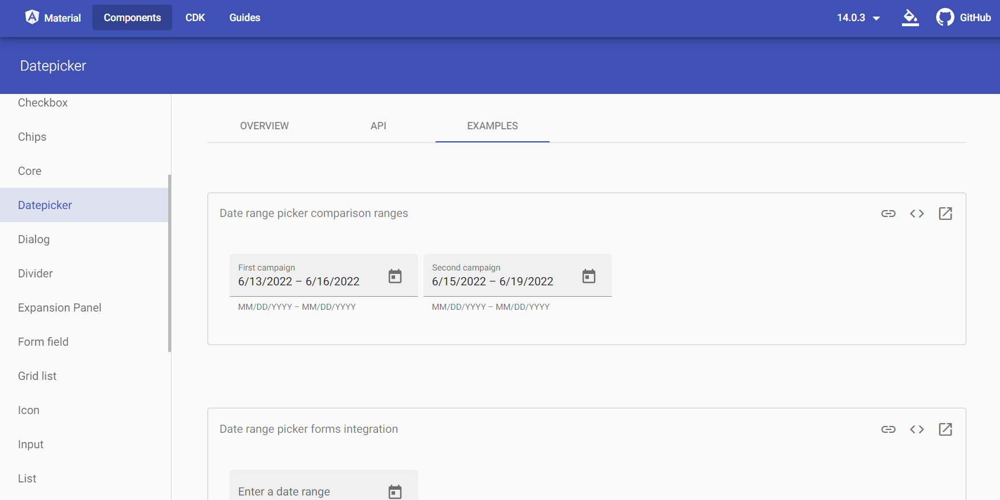 Material Components CDK Guides 14.0.3 GitHub
Datepicker
Checkbox
Chips
Core
Datepicker
Dialog
Divider
Expansion Panel
Form field
Grid list
Icon
Input
List
OVERVIEW API EXAMPLES
Date range picker comparison ranges
First campaign
6/13/2022 – 6/16/2022
MM/DD/YYYY – MM/DD/YYYY
Second campaign
6/15/2022 – 6/19/2022
MM/DD/YYYY – MM/DD/YYYY
Date range picker forms integration
Enter a date range